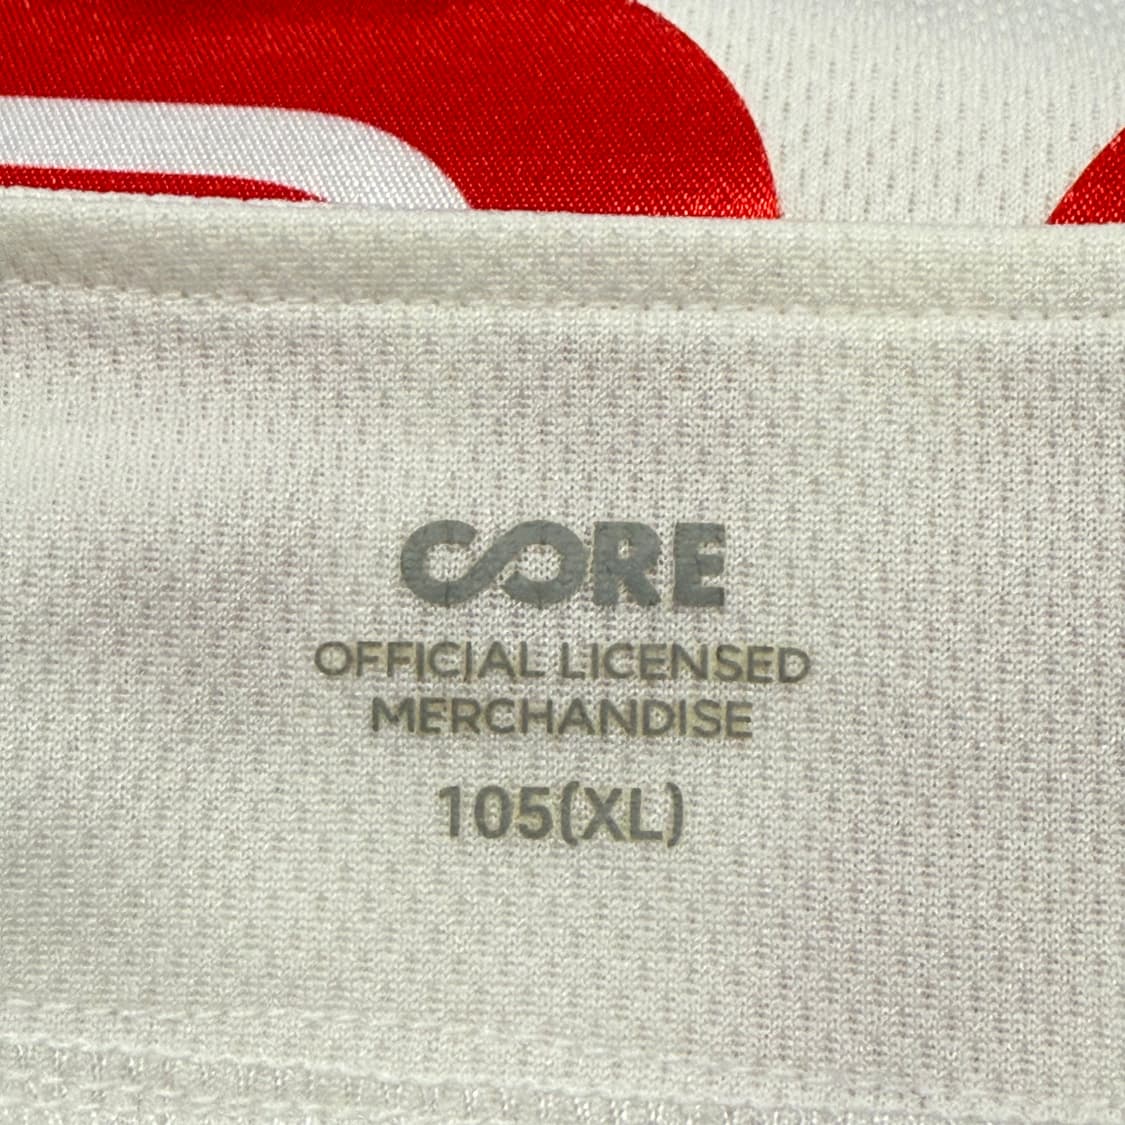 CORE
OFFICIAL LICENSED
MERCHANDISE
105(XL)